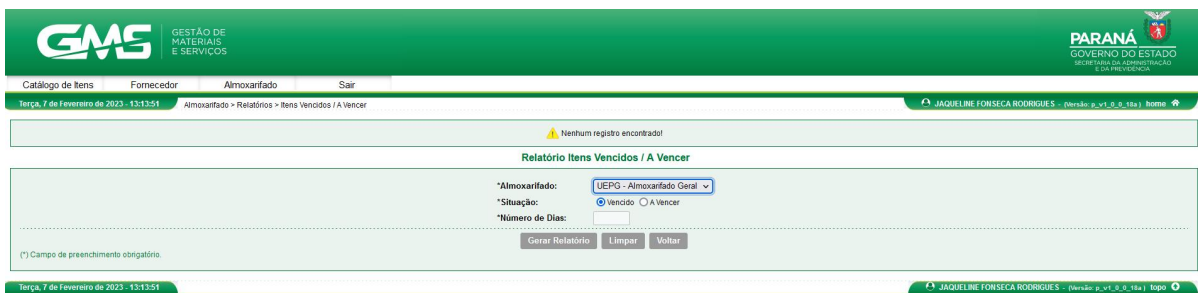 GMS
GESTÃO DE
MATERIAIS
E SERVIÇOS
PARANÁ
GOVERNO DO ESTADO
SECRETARIA DA ADMINISTRAÇÃO
E DA PREVIDÊNCIA
Catálogo de Itens Fornecedor Almoxarifado Sair
Terça, 7 de Fevereiro de 2023 - 13:13:51 Almoxarifado > Relatórios > Itens Vencidos / A Vencer JAQUELINE FONSECA RODRIGUES - (Versão: p_v1_0_0_18a) home
Nenhum registro encontrado!
Relatório Itens Vencidos / A Vencer
*Almoxarifado: UEPG - Almoxarifado Geral
*Situação: Vencido A Vencer
*Número de Dias:
Gerar Relatório Limpar Voltar
(*) Campo de preenchimento obrigatório.
Terça, 7 de Fevereiro de 2023 - 13:13:51 JAQUELINE FONSECA RODRIGUES - (Versão: p_v1_0_0_18a) topo